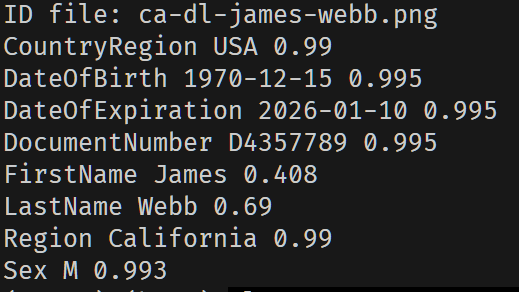 ID file: ca-dl-james-webb.png
CountryRegion USA 0.99
DateOfBirth 1970-12-15 0.995
DateOfExpiration 2026-01-10 0.995
DocumentNumber D4357789 0.995
FirstName James 0.408
LastName Webb 0.69
Region California 0.99
Sex M 0.993